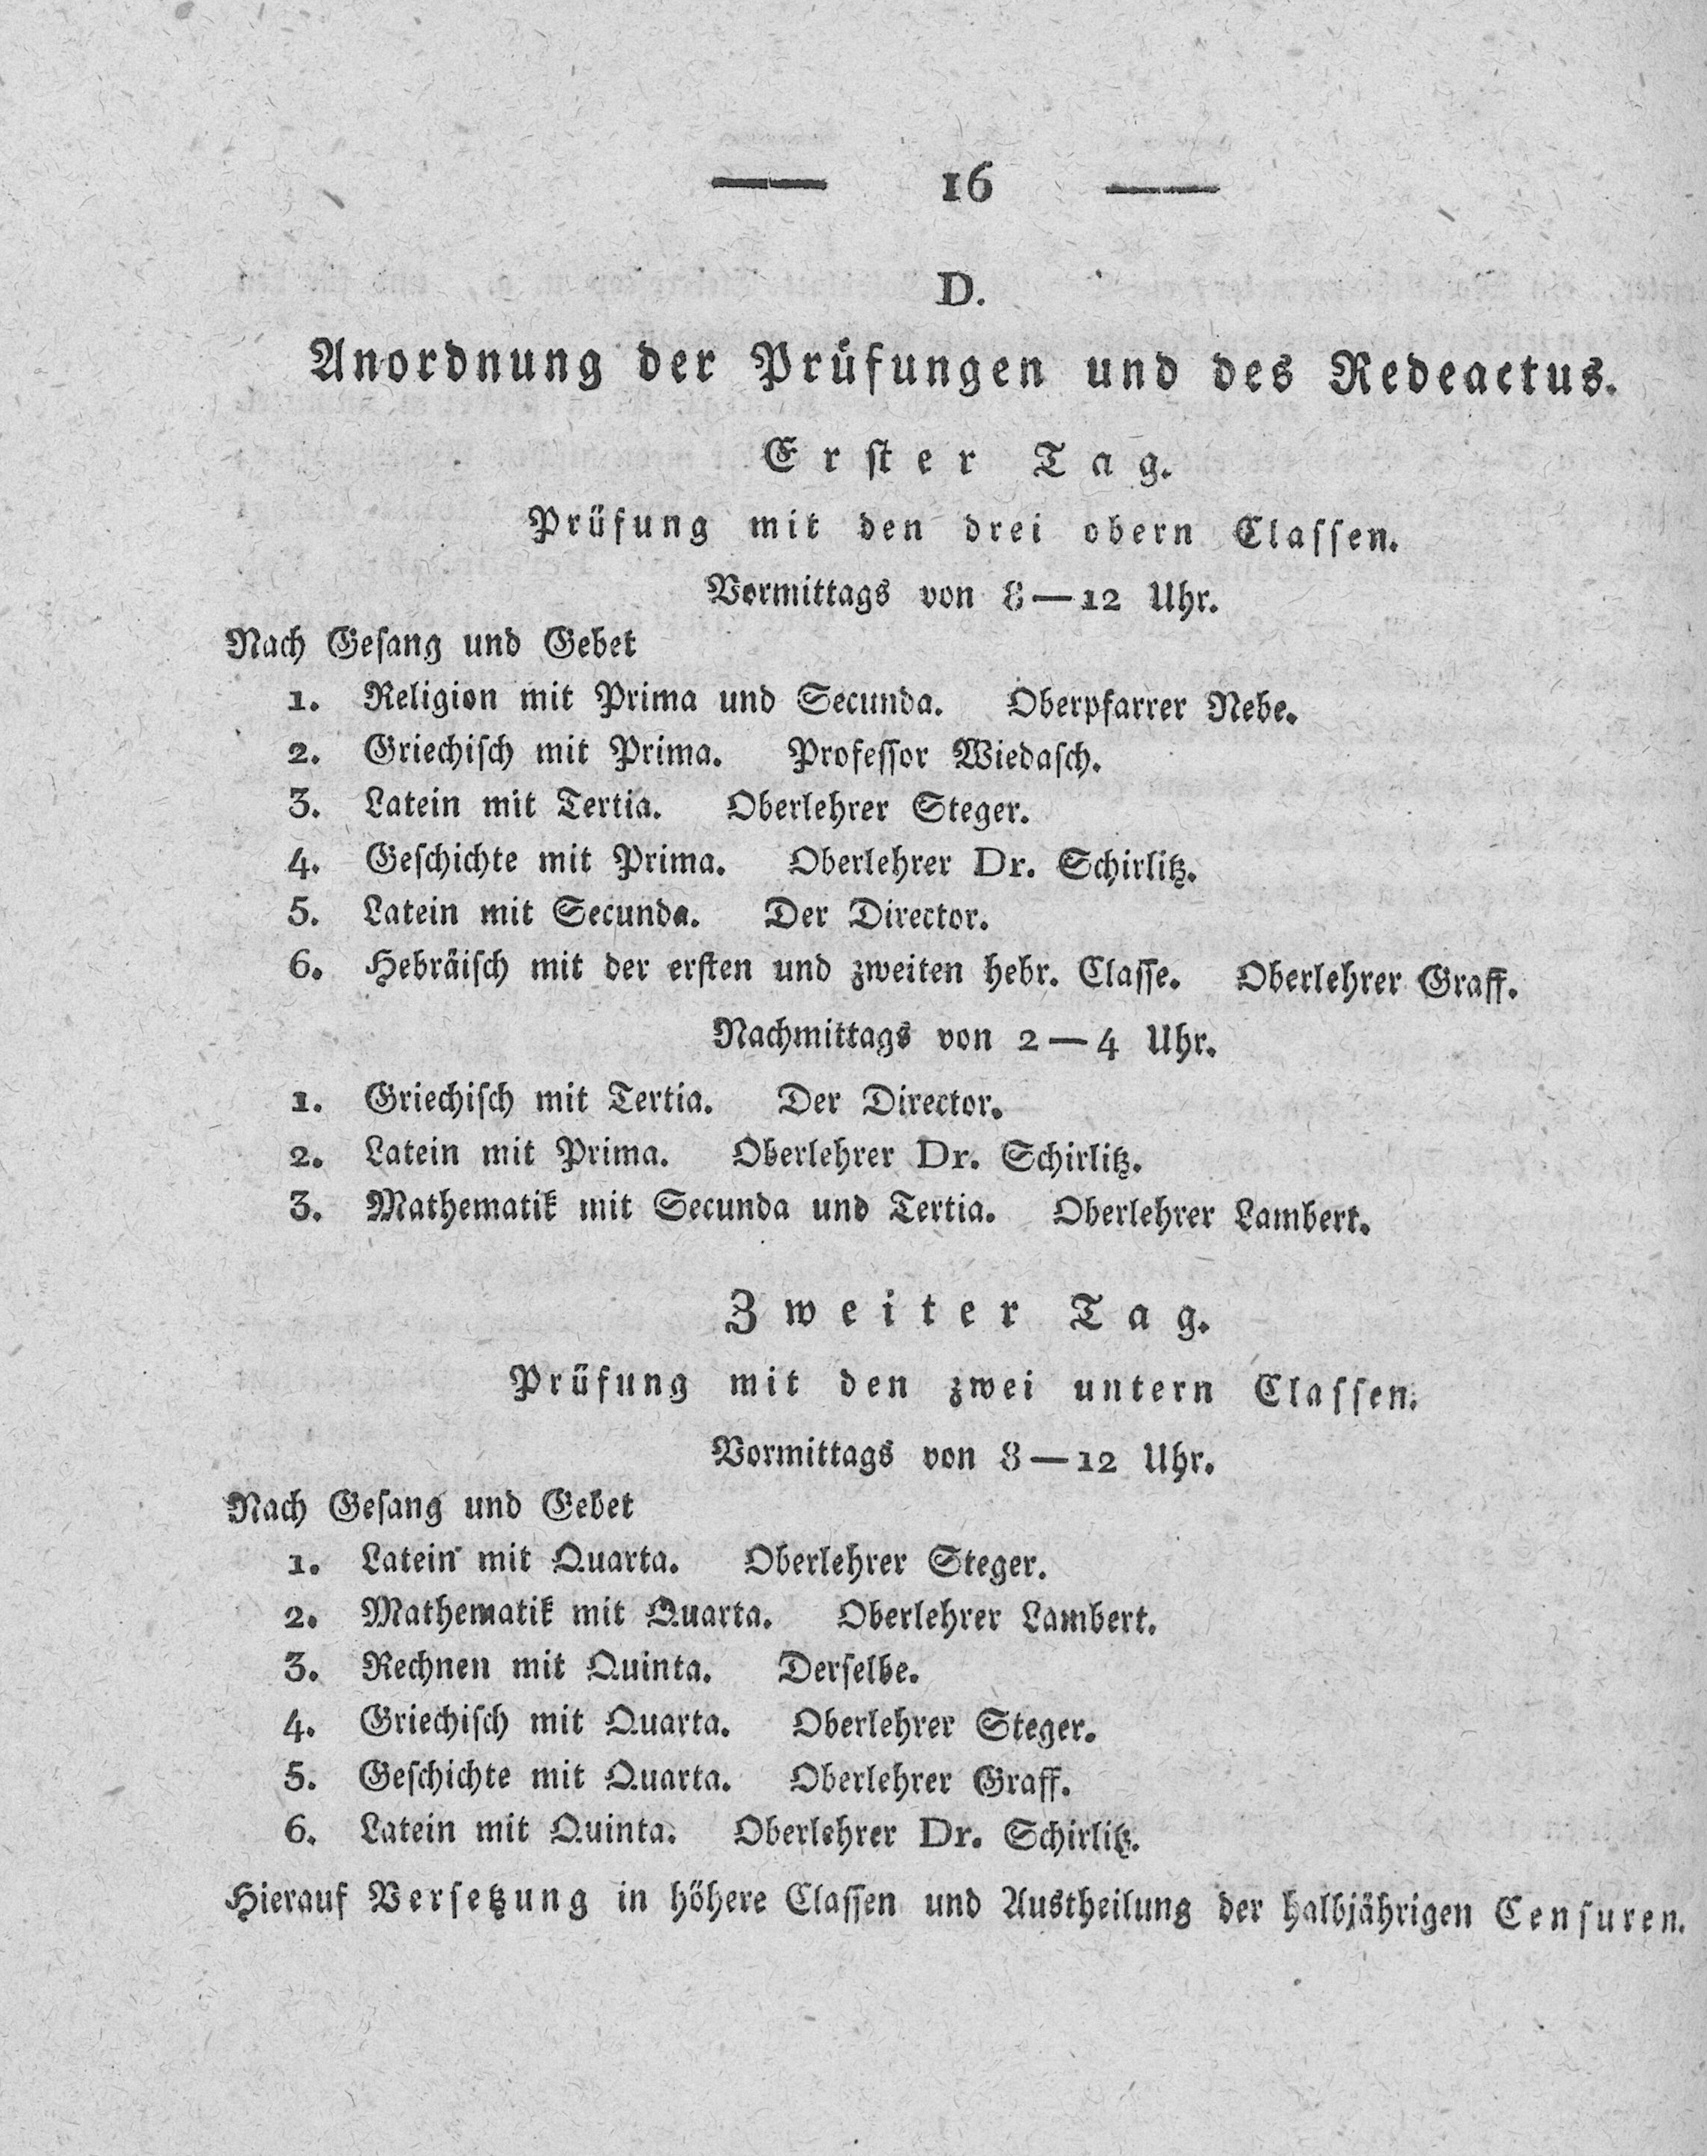 — 16 —
D.
Anordnung der Prüfungen und des Redeactus.
Erster Tag.
Prüfung mit den drei obern Classen.
Vormittags von 8—12 Uhr.
Nach Gesang und Gebet
1. Religion mit Prima und Secunda. Oberpfarrer Nebe.
2. Griechisch mit Prima. Professor Wiedasch.
3. Latein mit Tertia. Oberlehrer Steger.
4. Geschichte mit Prima. Oberlehrer Dr. Schirlitz.
5. Latein mit Secunda. Der Director.
6. Hebräisch mit der ersten und zweiten hebr. Classe. Oberlehrer Graff.
Nachmittags von 2—4 Uhr.
1. Griechisch mit Tertia. Der Director.
2. Latein mit Prima. Oberlehrer Dr. Schirlitz.
3. Mathematik mit Secunda und Tertia. Oberlehrer Lambert.
Zweiter Tag.
Prüfung mit den zwei untern Classen.
Vormittags von 8—12 Uhr.
Nach Gesang und Gebet
1. Latein mit Quarta. Oberlehrer Steger.
2. Mathematik mit Quarta. Oberlehrer Lambert.
3. Rechnen mit Quinta. Derselbe.
4. Griechisch mit Quarta. Oberlehrer Steger.
5. Geschichte mit Quarta. Oberlehrer Graff.
6. Latein mit Quinta. Oberlehrer Dr. Schirlitz.
Hierauf Versetzung in höhere Classen und Austheilung der halbjährigen Censuren.